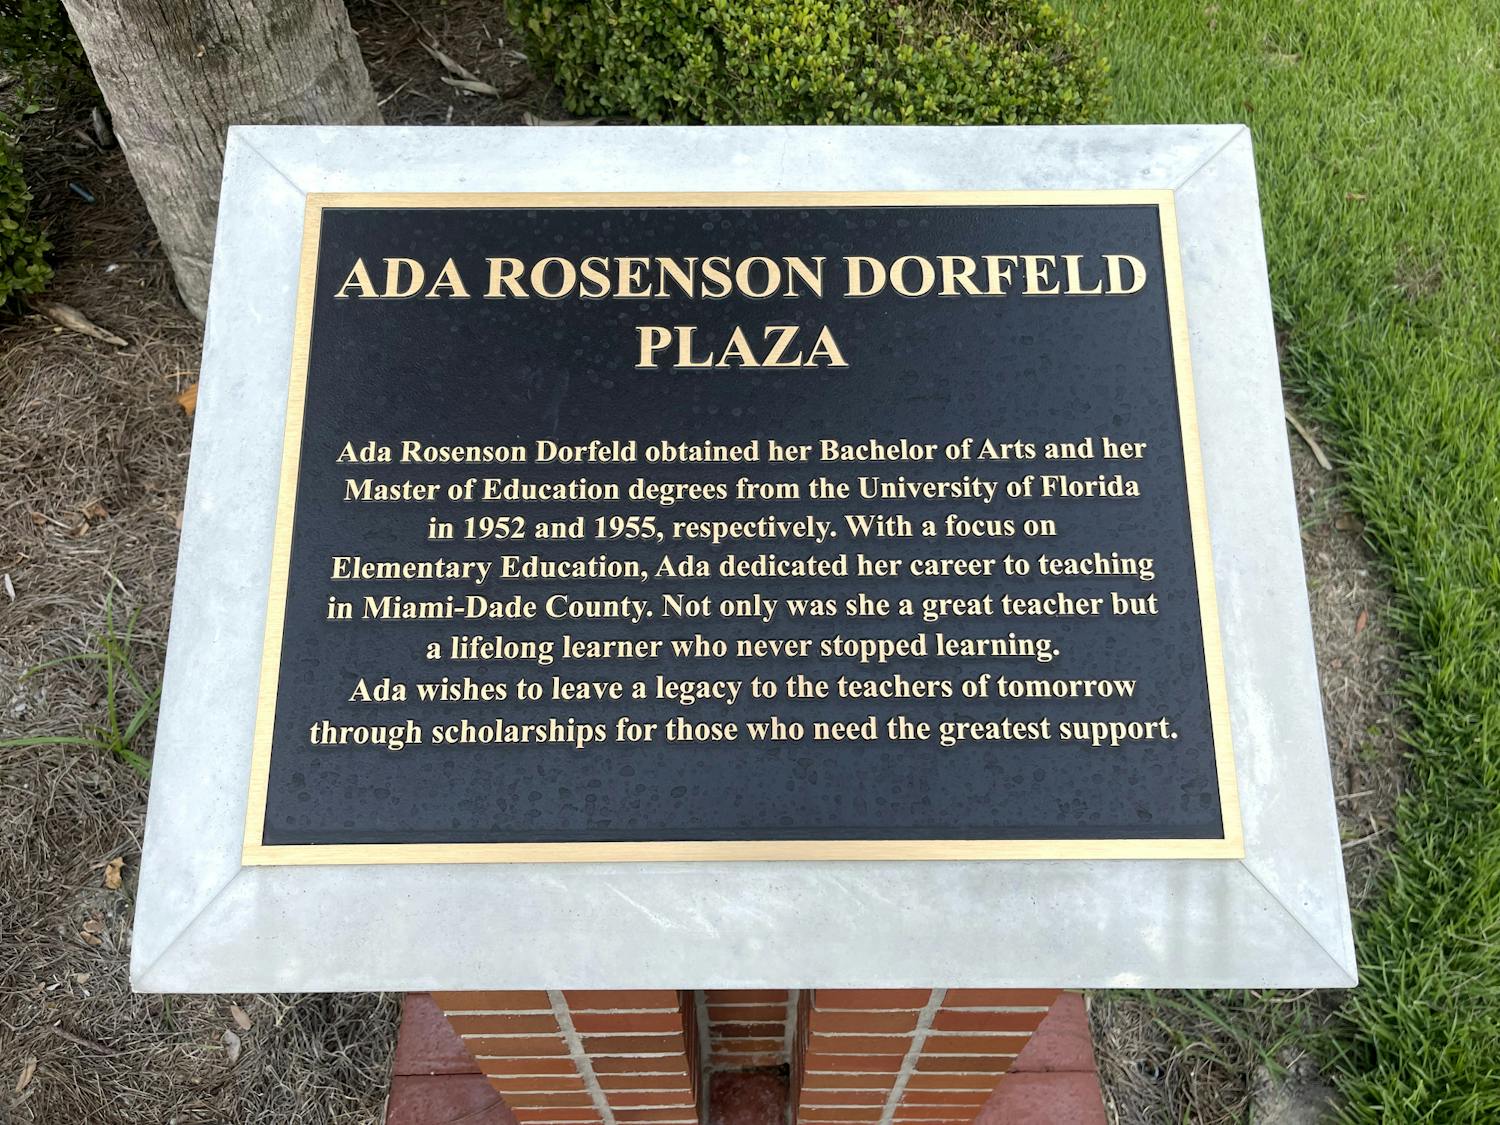 ADA ROSENSON DORFELD
PLAZA
Ada Rosenson Dorfeld obtained her Bachelor of Arts and her
Master of Education degrees from the University of Florida
in 1952 and 1955, respectively. With a focus on
Elementary Education, Ada dedicated her career to teaching
in Miami-Dade County. Not only was she a great teacher but
a lifelong learner who never stopped learning.
Ada wishes to leave a legacy to the teachers of tomorrow
through scholarships for those who need the greatest support.